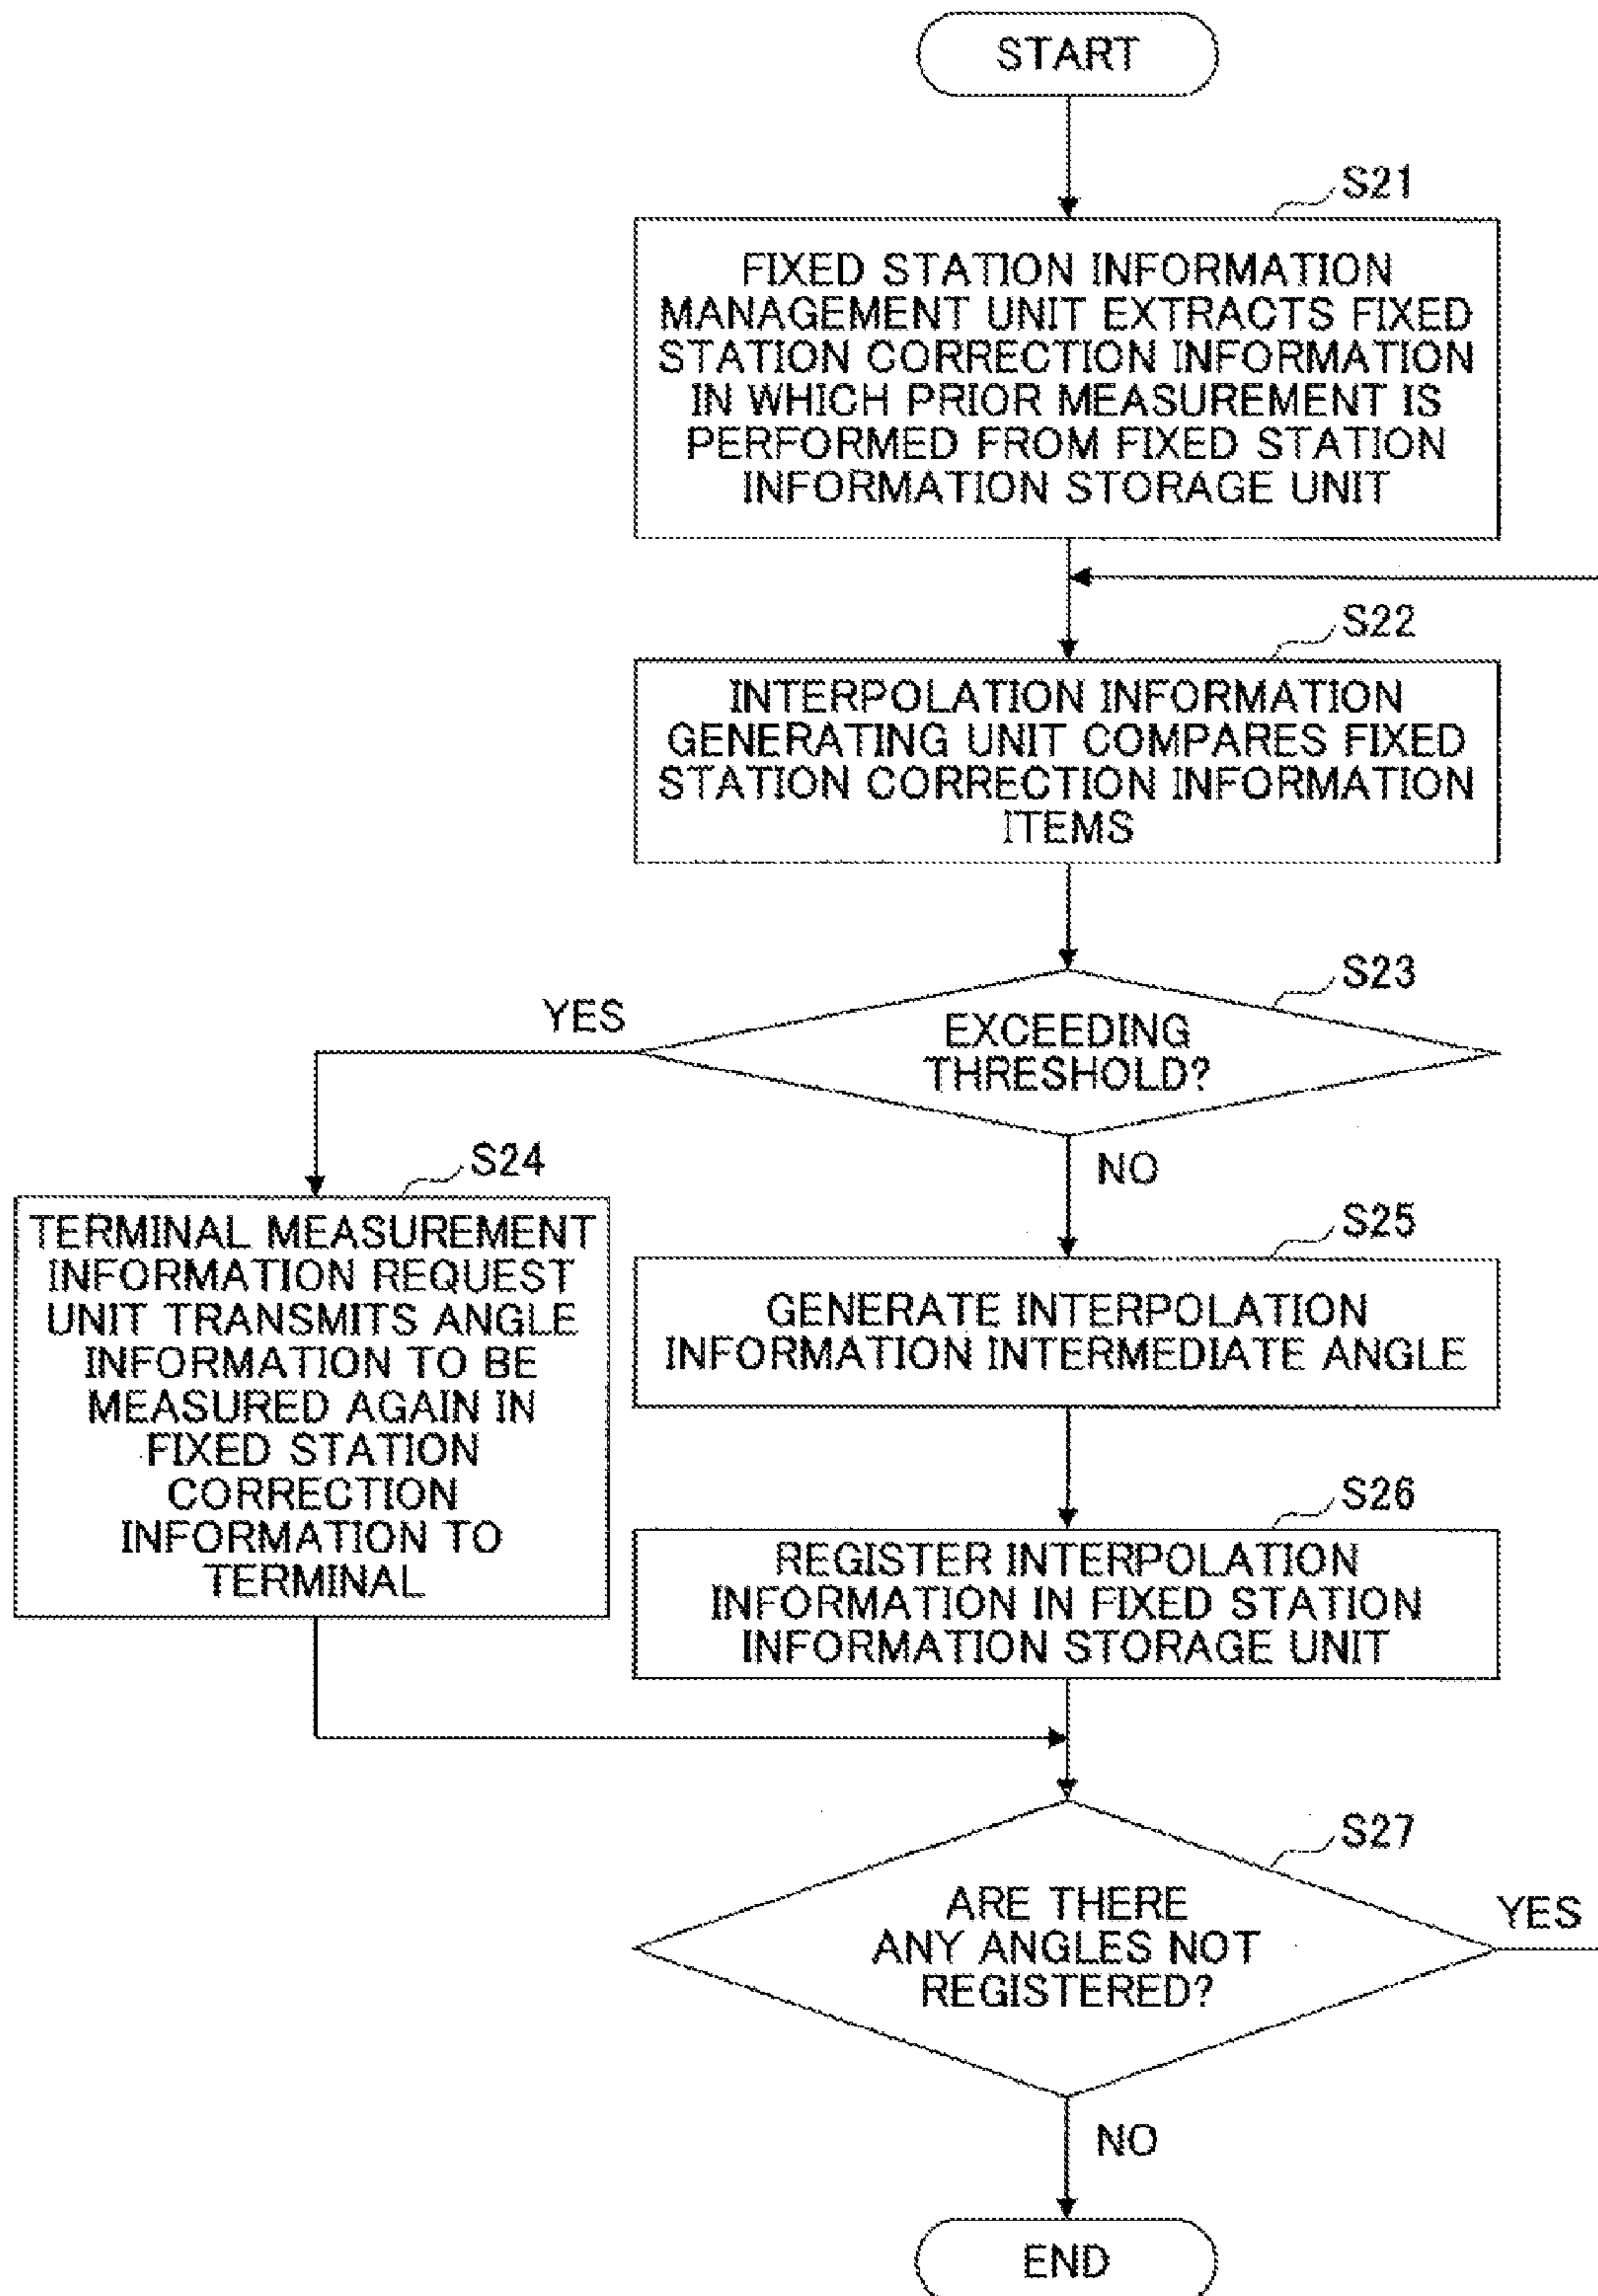 START
S21
FIXED STATION INFORMATION
MANAGEMENT UNIT EXTRACTS FIXED
STATION CORRECTION INFORMATION
IN WHICH PRIOR MEASUREMENT IS
PERFORMED FROM FIXED STATION
INFORMATION STORAGE UNIT
S22
INTERPOLATION INFORMATION
GENERATING UNIT COMPARES FIXED
STATION CORRECTION INFORMATION
ITEMS
S23
EXCEEDING
THRESHOLD?
YES
NO
S24
TERMINAL MEASUREMENT
INFORMATION REQUEST
UNIT TRANSMITS ANGLE
INFORMATION TO BE
MEASURED AGAIN IN
FIXED STATION
CORRECTION
INFORMATION TO
TERMINAL
S25
GENERATE INTERPOLATION
INFORMATION INTERMEDIATE ANGLE
S26
REGISTER INTERPOLATION
INFORMATION IN FIXED STATION
INFORMATION STORAGE UNIT
S27
ARE THERE
ANY ANGLES NOT
REGISTERED?
YES
NO
END